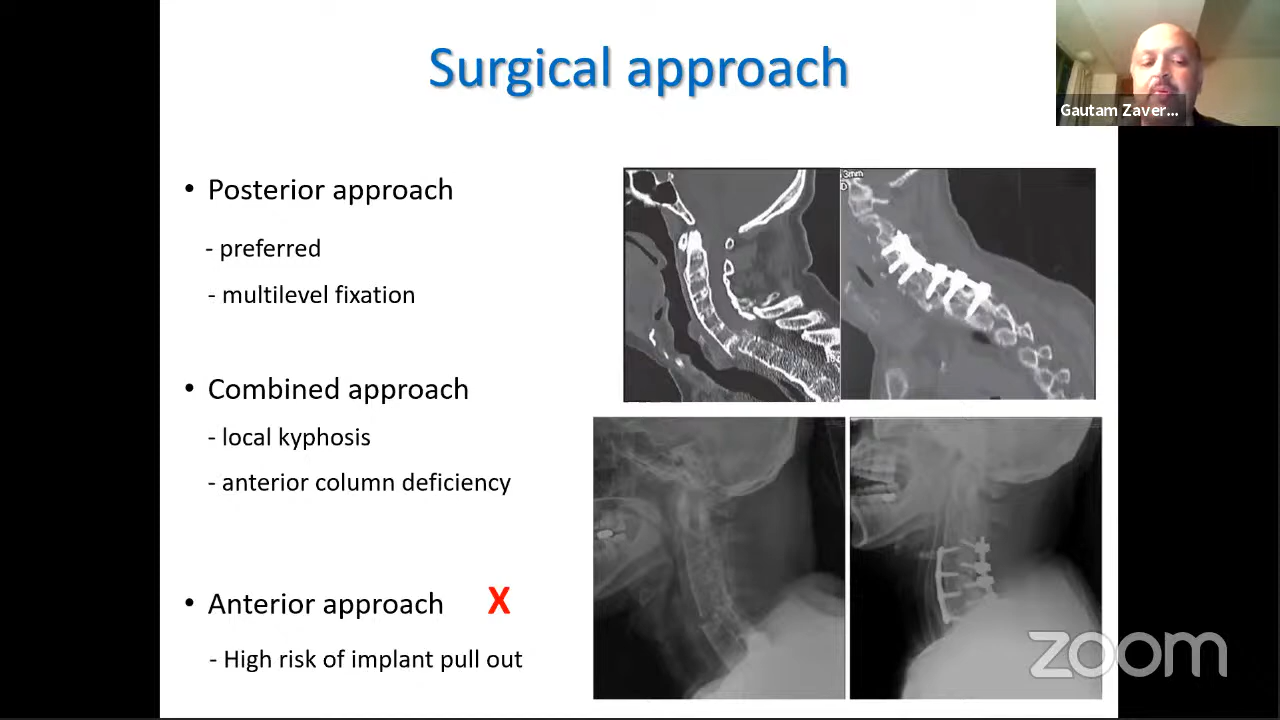 Surgical approach
Gautam Zaver...
• Posterior approach
- preferred
- multilevel fixation
• Combined approach
- local kyphosis
- anterior column deficiency
• Anterior approach X
- High risk of implant pull out
3mm
D
zoom